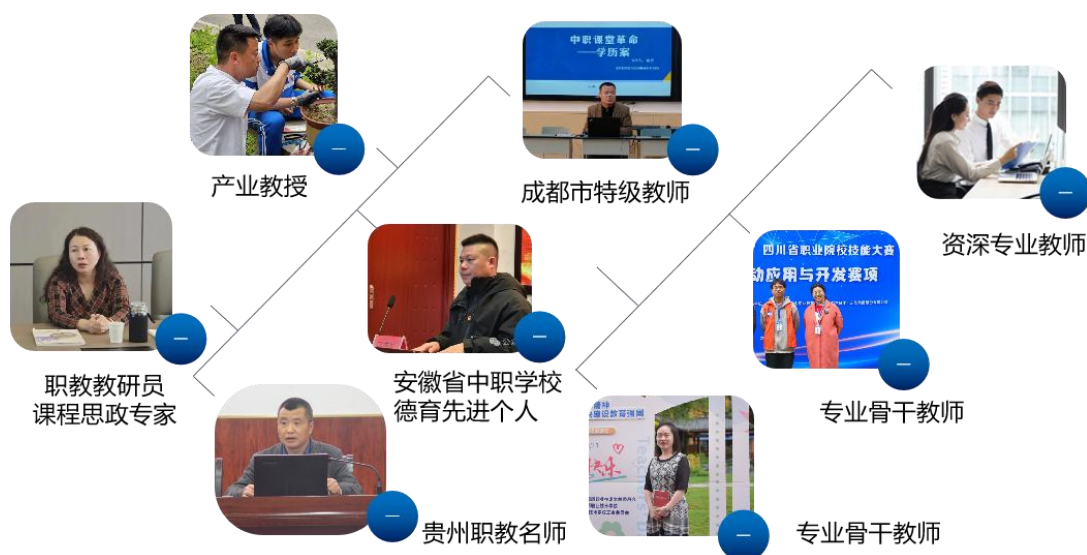 中职课堂革命
——学历案
产业教授
成都市特级教师
资深专业教师
四川省职业院校技能大赛
动应用与开发赛项
职教教研员
课程思政专家
安徽省中职学校
德育先进个人
专业骨干教师
贵州职教名师
专业骨干教师